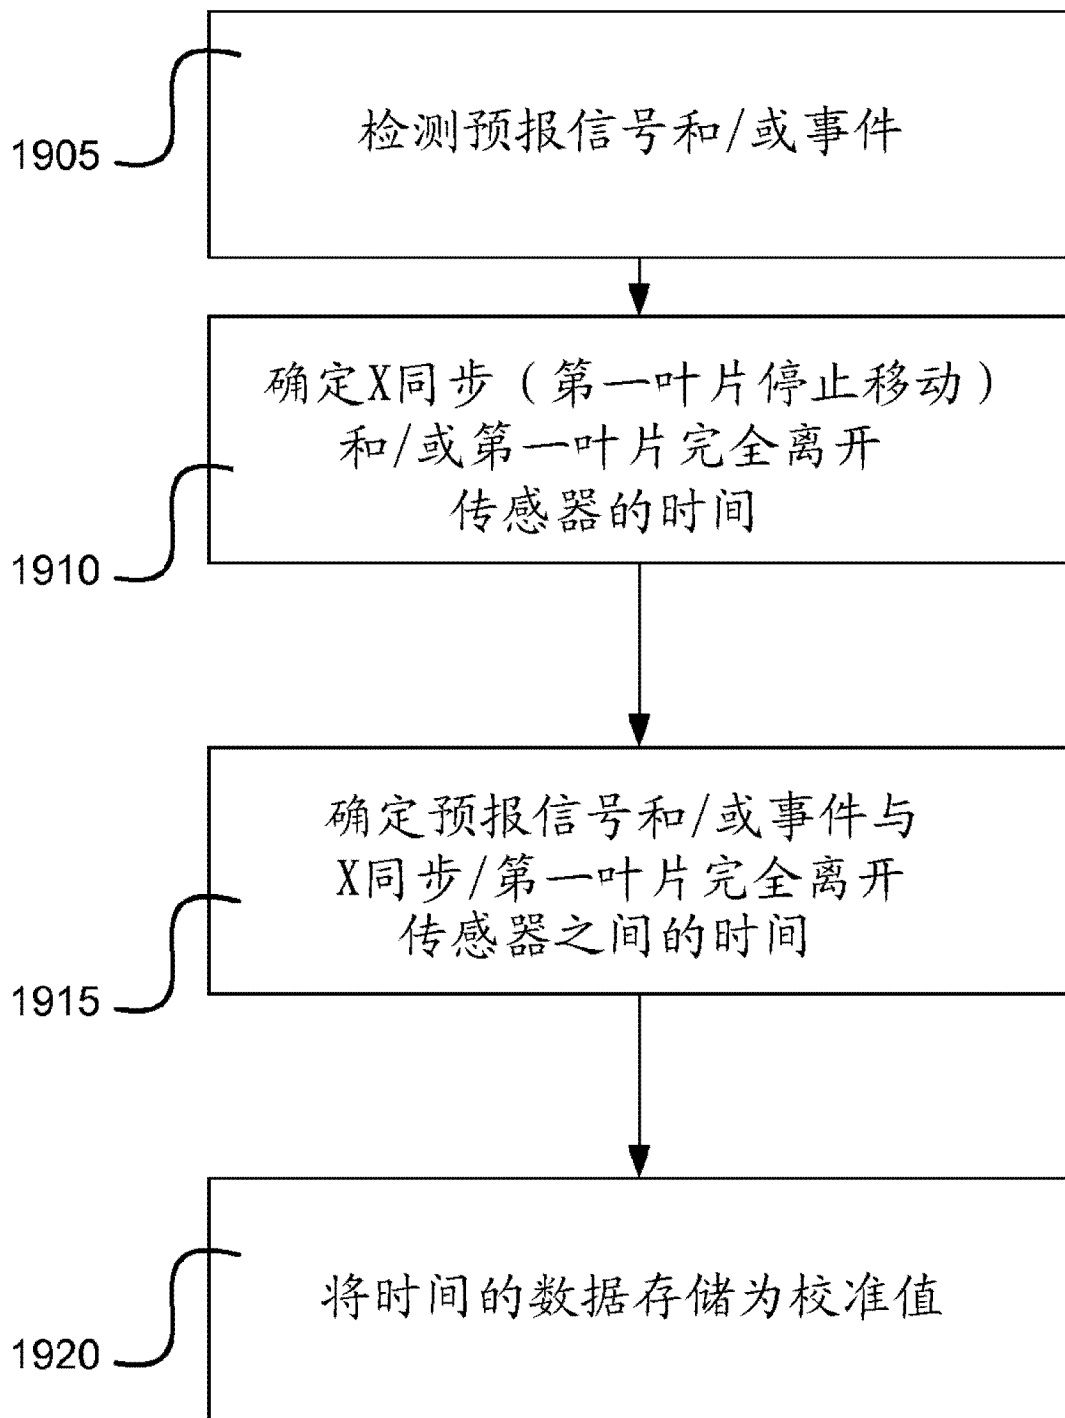 检测预报信号和/或事件
1905
确定X同步（第一叶片停止移动）
和/或第一叶片完全离开
传感器的时间
1910
确定预报信号和/或事件与
X同步/第一叶片完全离开
传感器之间的时间
1915
将时间的数据存储为校准值
1920